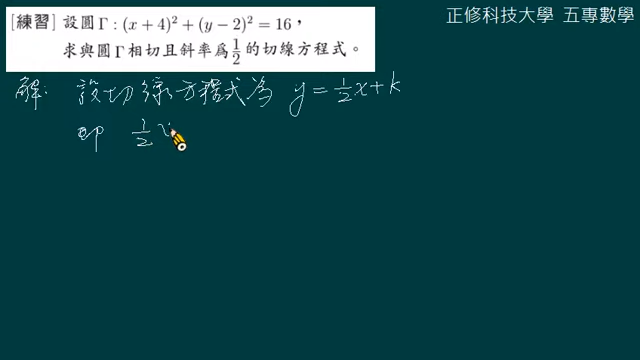 正修科技大學 五專數學
[練習] 設圓Γ : (x + 4)² + (y − 2)² = 16，
求與圓Γ相切且斜率為 1/2 的切線方程式。
解: 設切線方程式為 y = 1/2 x + k
即 1/2